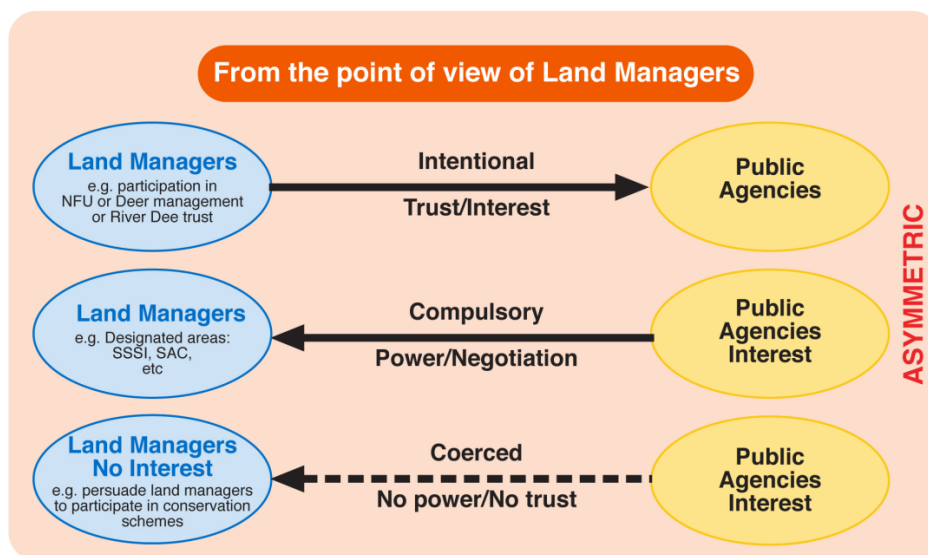 From the point of view of Land Managers
Land Managers
e.g. participation in
NFU or Deer management
or River Dee trust
Intentional
Trust/Interest
Public
Agencies
Land Managers
e.g. Designated areas:
SSSI, SAC,
etc
Compulsory
Power/Negotiation
Public
Agencies
Interest
Land Managers
No Interest
e.g. persuade land managers
to participate in conservation
schemes
Coerced
No power/No trust
Public
Agencies
Interest
ASYMMETRIC